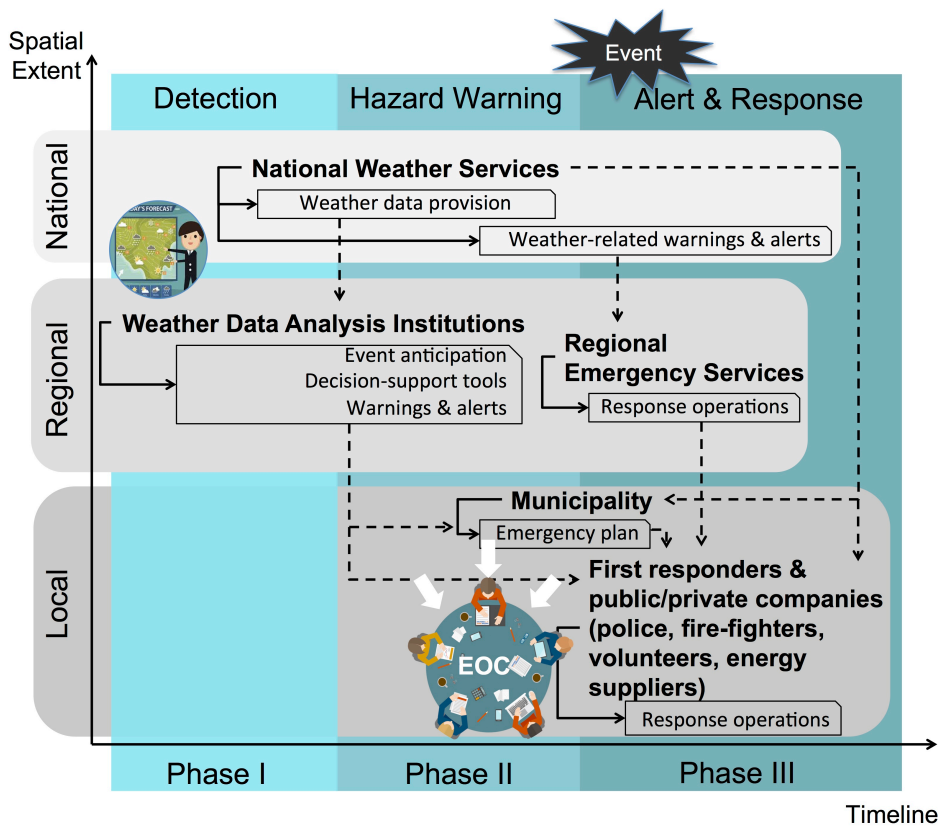 Spatial
Extent
Event
Detection
Hazard Warning
Alert & Response
National
National Weather Services
Weather data provision
Weather-related warnings & alerts
DAY'S FORECAST
Regional
Weather Data Analysis Institutions
Event anticipation
Decision-support tools
Warnings & alerts
Regional
Emergency Services
Response operations
Local
Municipality
Emergency plan
First responders &
public/private companies
(police, fire-fighters,
volunteers, energy
suppliers)
Response operations
EOC
Phase I
Phase II
Phase III
Timeline